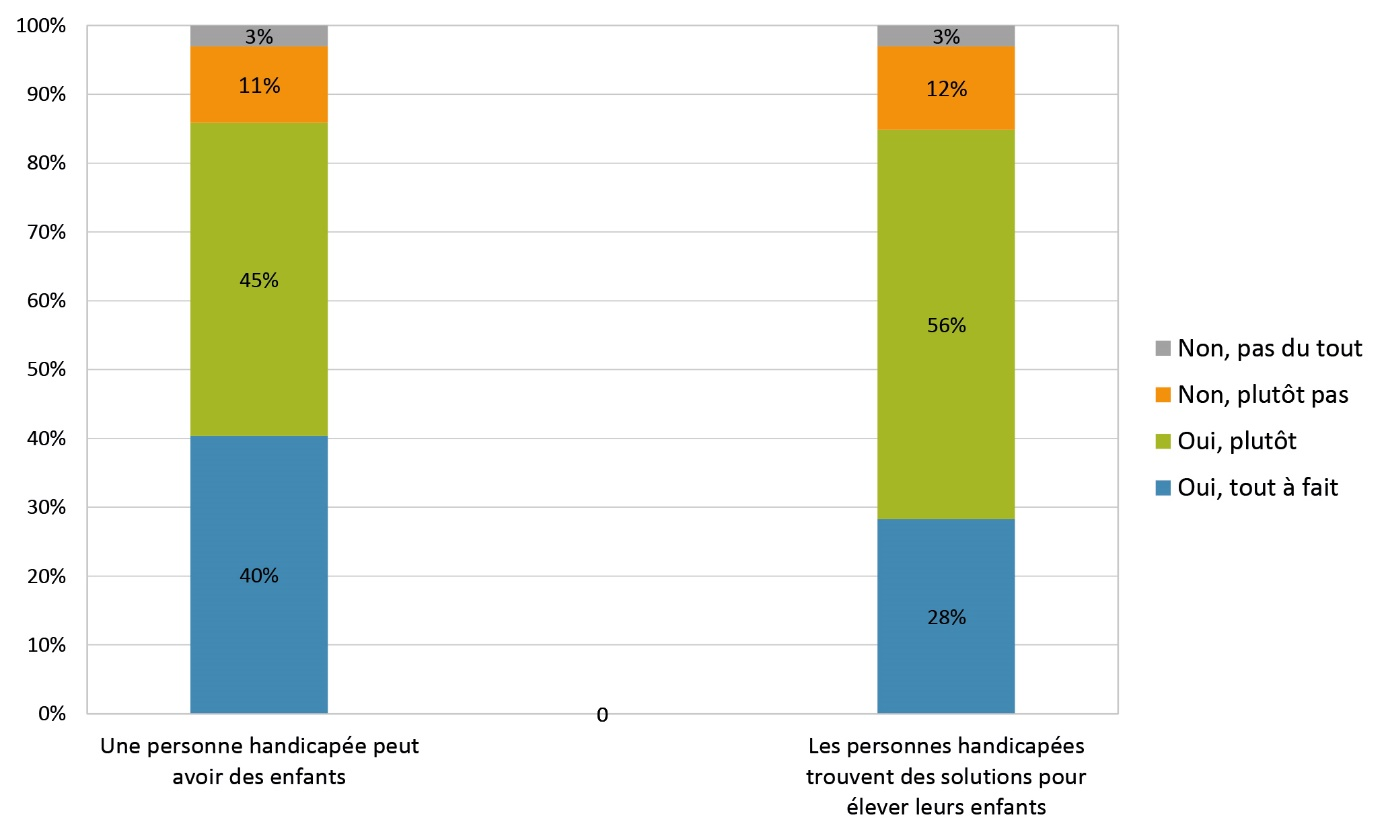 100%
90%
80%
70%
60%
50%
40%
30%
20%
10%
0%
3%
11%
45%
40%
0
3%
12%
56%
28%
Une personne handicapée peut
avoir des enfants
Les personnes handicapées
trouvent des solutions pour
élever leurs enfants
Non, pas du tout
Non, plutôt pas
Oui, plutôt
Oui, tout à fait